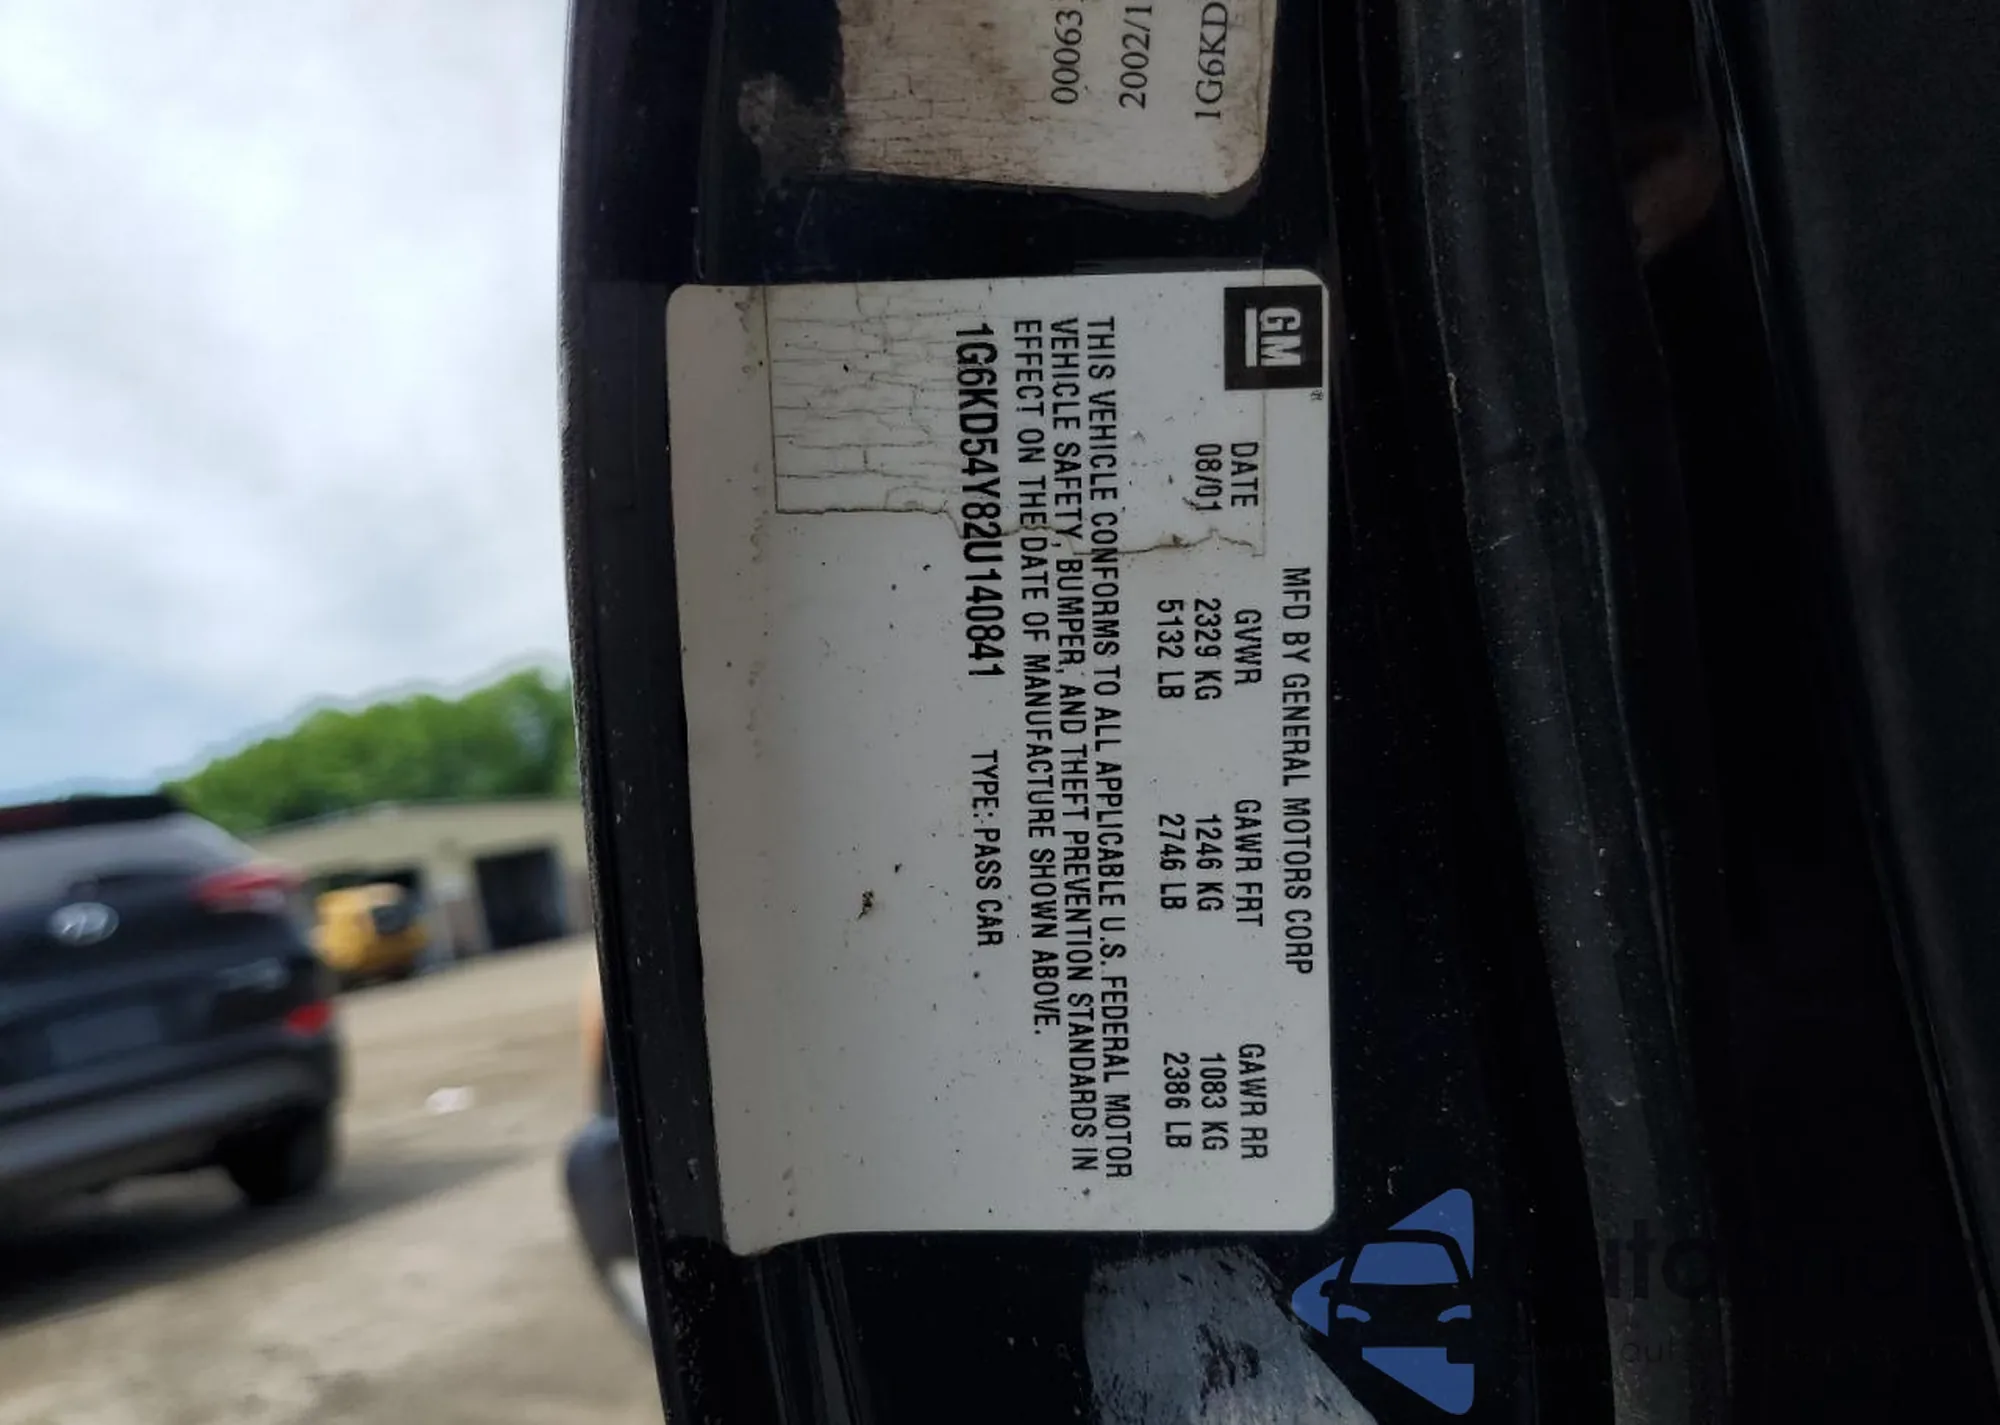 1G6KD
2002/1
00063
GM
MFD BY GENERAL MOTORS CORP
DATE GVWR GAWR FRT GAWR RR
08/01 2329 KG 1246 KG 1083 KG
5132 LB 2746 LB 2386 LB
THIS VEHICLE CONFORMS TO ALL APPLICABLE U.S. FEDERAL MOTOR
VEHICLE SAFETY, BUMPER, AND THEFT PREVENTION STANDARDS IN
EFFECT ON THE DATE OF MANUFACTURE SHOWN ABOVE.
1G6KD54Y82U140841 TYPE: PASS CAR